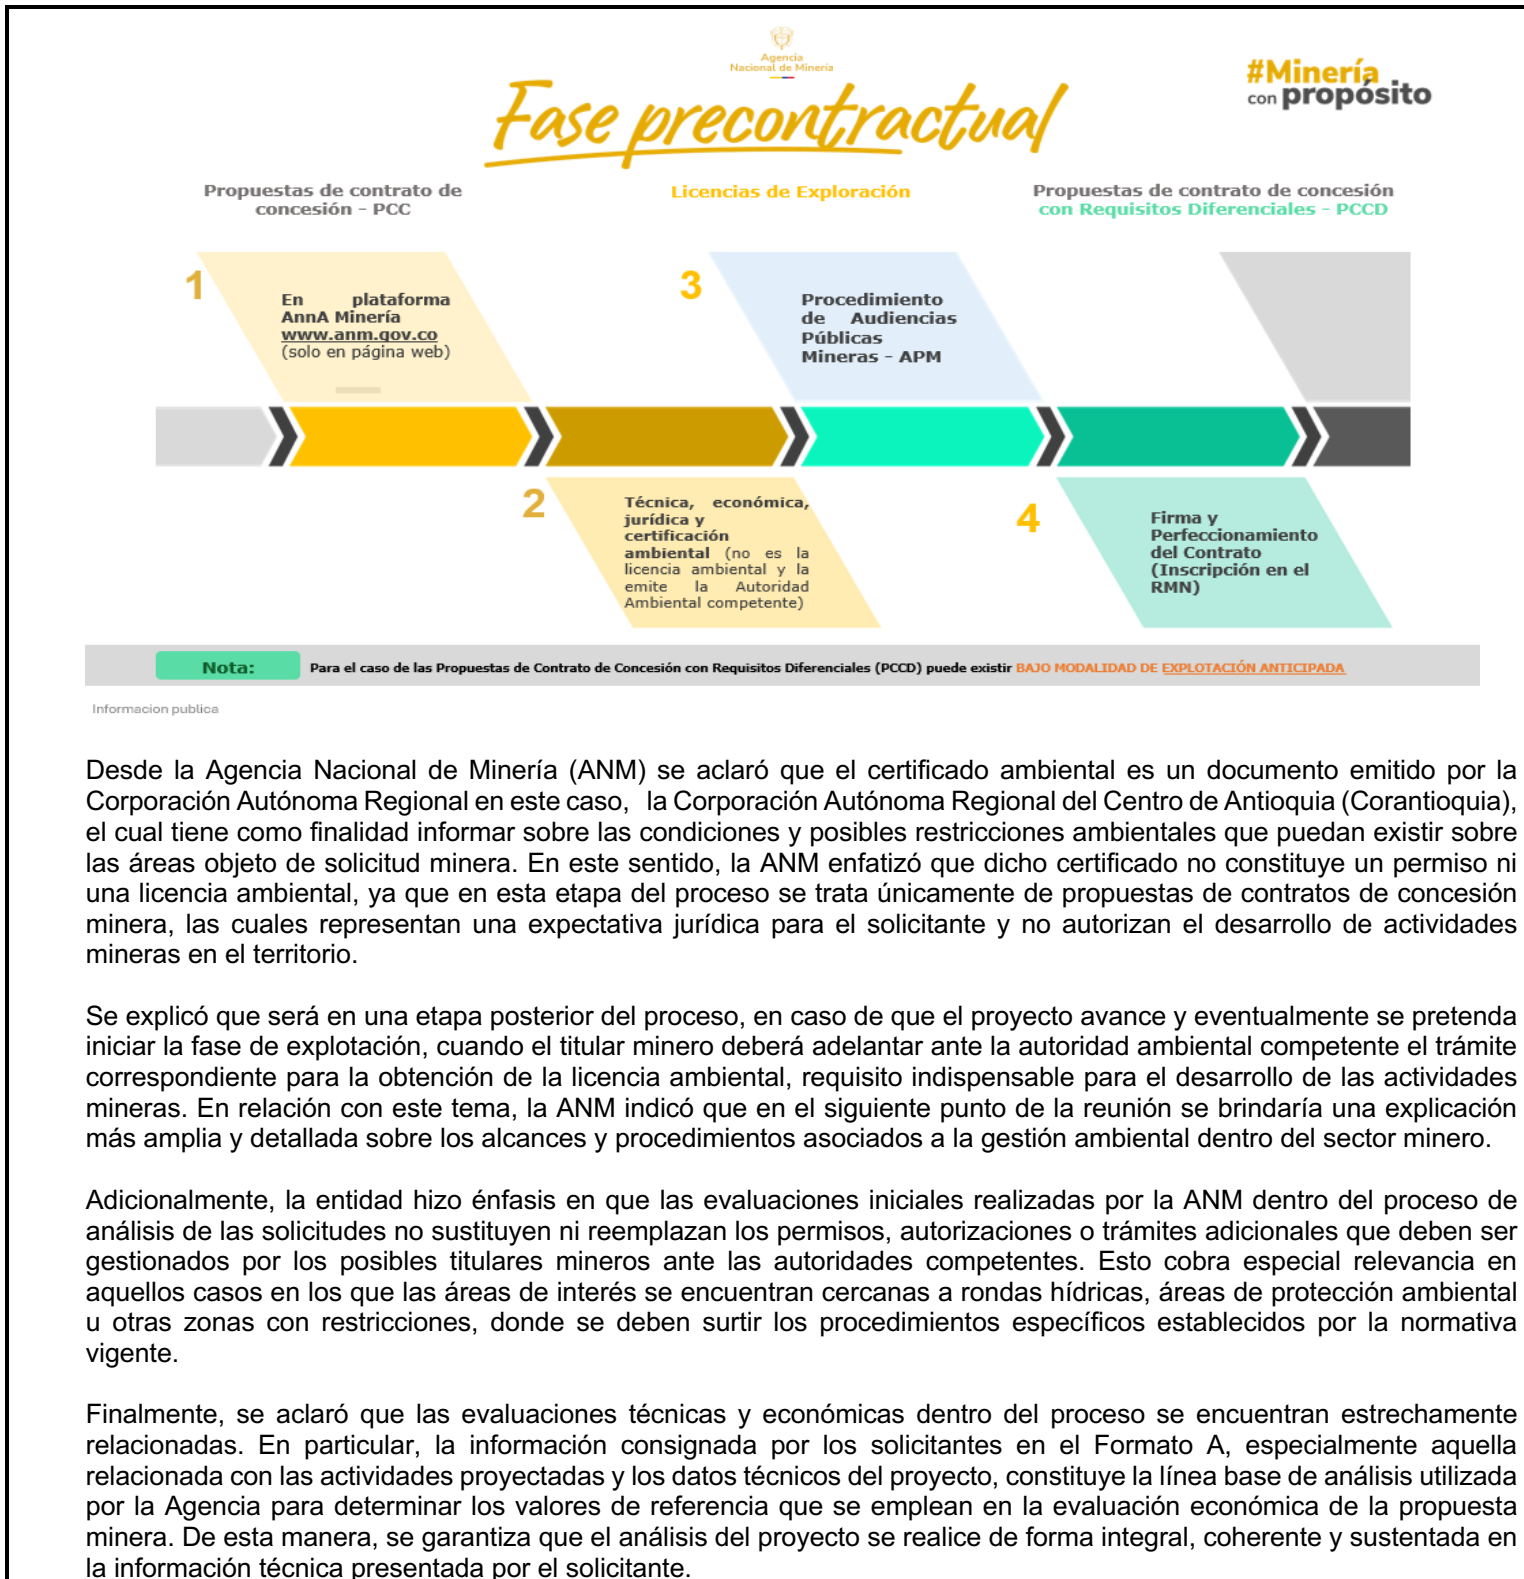 Agencia
Nacional de Minería
#Minería
con propósito
Fase precontractual
Propuestas de contrato de
concesión - PCC
Licencias de Exploración
Propuestas de contrato de concesión
con Requisitos Diferenciales - PCCD
1
En plataforma
AnnA Minería
www.anm.gov.co
(solo en página web)
3
Procedimiento
de Audiencias
Públicas
Mineras - APM
2
Técnica, económica,
jurídica y
certificación
ambiental (no es la
licencia ambiental y la
emite la Autoridad
Ambiental competente)
4
Firma y
Perfeccionamiento
del Contrato
(Inscripción en el
RMN)
Nota:
Para el caso de las Propuestas de Contrato de Concesión con Requisitos Diferenciales (PCCD) puede existir BAJO MODALIDAD DE EXPLOTACIÓN ANTICIPADA
Informacion publica
Desde la Agencia Nacional de Minería (ANM) se aclaró que el certificado ambiental es un documento emitido por la
Corporación Autónoma Regional en este caso, la Corporación Autónoma Regional del Centro de Antioquia (Corantioquia),
el cual tiene como finalidad informar sobre las condiciones y posibles restricciones ambientales que puedan existir sobre
las áreas objeto de solicitud minera. En este sentido, la ANM enfatizó que dicho certificado no constituye un permiso ni
una licencia ambiental, ya que en esta etapa del proceso se trata únicamente de propuestas de contratos de concesión
minera, las cuales representan una expectativa jurídica para el solicitante y no autorizan el desarrollo de actividades
mineras en el territorio.
Se explicó que será en una etapa posterior del proceso, en caso de que el proyecto avance y eventualmente se pretenda
iniciar la fase de explotación, cuando el titular minero deberá adelantar ante la autoridad ambiental competente el trámite
correspondiente para la obtención de la licencia ambiental, requisito indispensable para el desarrollo de las actividades
mineras. En relación con este tema, la ANM indicó que en el siguiente punto de la reunión se brindaría una explicación
más amplia y detallada sobre los alcances y procedimientos asociados a la gestión ambiental dentro del sector minero.
Adicionalmente, la entidad hizo énfasis en que las evaluaciones iniciales realizadas por la ANM dentro del proceso de
análisis de las solicitudes no sustituyen ni reemplazan los permisos, autorizaciones o trámites adicionales que deben ser
gestionados por los posibles titulares mineros ante las autoridades competentes. Esto cobra especial relevancia en
aquellos casos en los que las áreas de interés se encuentran cercanas a rondas hídricas, áreas de protección ambiental
u otras zonas con restricciones, donde se deben surtir los procedimientos específicos establecidos por la normativa
vigente.
Finalmente, se aclaró que las evaluaciones técnicas y económicas dentro del proceso se encuentran estrechamente
relacionadas. En particular, la información consignada por los solicitantes en el Formato A, especialmente aquella
relacionada con las actividades proyectadas y los datos técnicos del proyecto, constituye la línea base de análisis utilizada
por la Agencia para determinar los valores de referencia que se emplean en la evaluación económica de la propuesta
minera. De esta manera, se garantiza que el análisis del proyecto se realice de forma integral, coherente y sustentada en
la información técnica presentada por el solicitante.